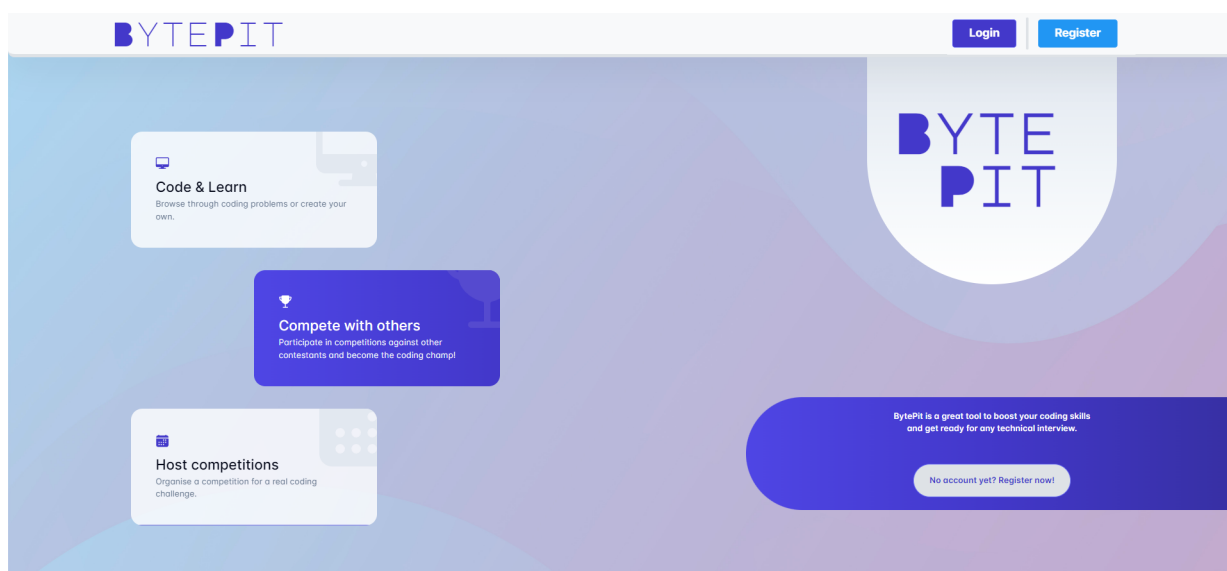 BYTEPIT
Login
Register
BYTE
PIT
Code & Learn
Browse through coding problems or create your
own.
Compete with others
Participate in competitions against other
contestants and become the coding champ!
Host competitions
Organise a competition for a real coding
challenge.
BytePit is a great tool to boost your coding skills
and get ready for any technical interview.
No account yet? Register now!